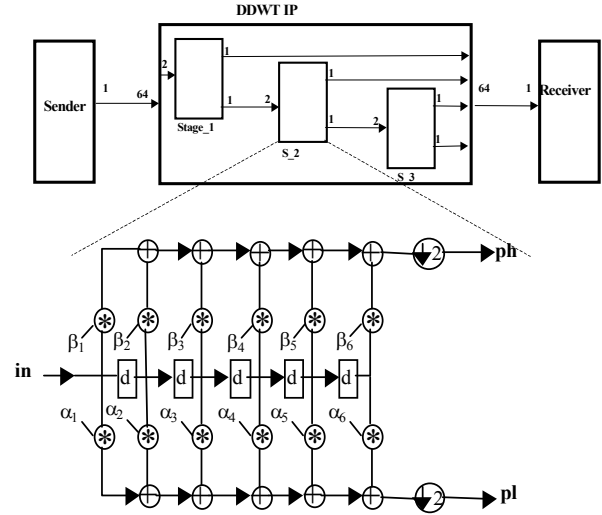 DDWT IP
Sender
1
64
2
1
1
Stage_1
2
1
1
S_2
2
1
1
S_3
64
1
Receiver
+ + + + + ↓2 ph
* * * * * *
β1 β2 β3 β4 β5 β6
in d d d d d
α1 α2 α3 α4 α5 α6
* * * * * *
+ + + + + ↓2 pl